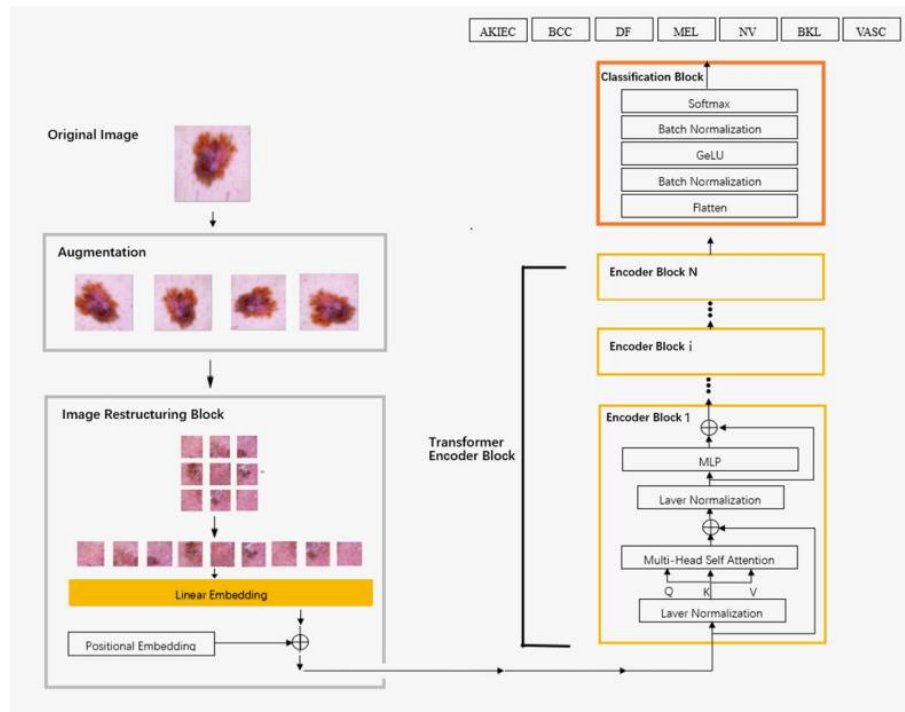 AKIEC
BCC
DF
MEL
NV
BKL
VASC
Classification Block
Softmax
Batch Normalization
GeLU
Batch Normalization
Flatten
Original Image
Augmentation
Encoder Block N
Encoder Block i
Image Restructuring Block
Encoder Block 1
Transformer
Encoder Block
MLP
Laver Normalization
Multi-Head Self Attention
Q K V
Laver Normalization
Linear Embedding
Positional Embedding